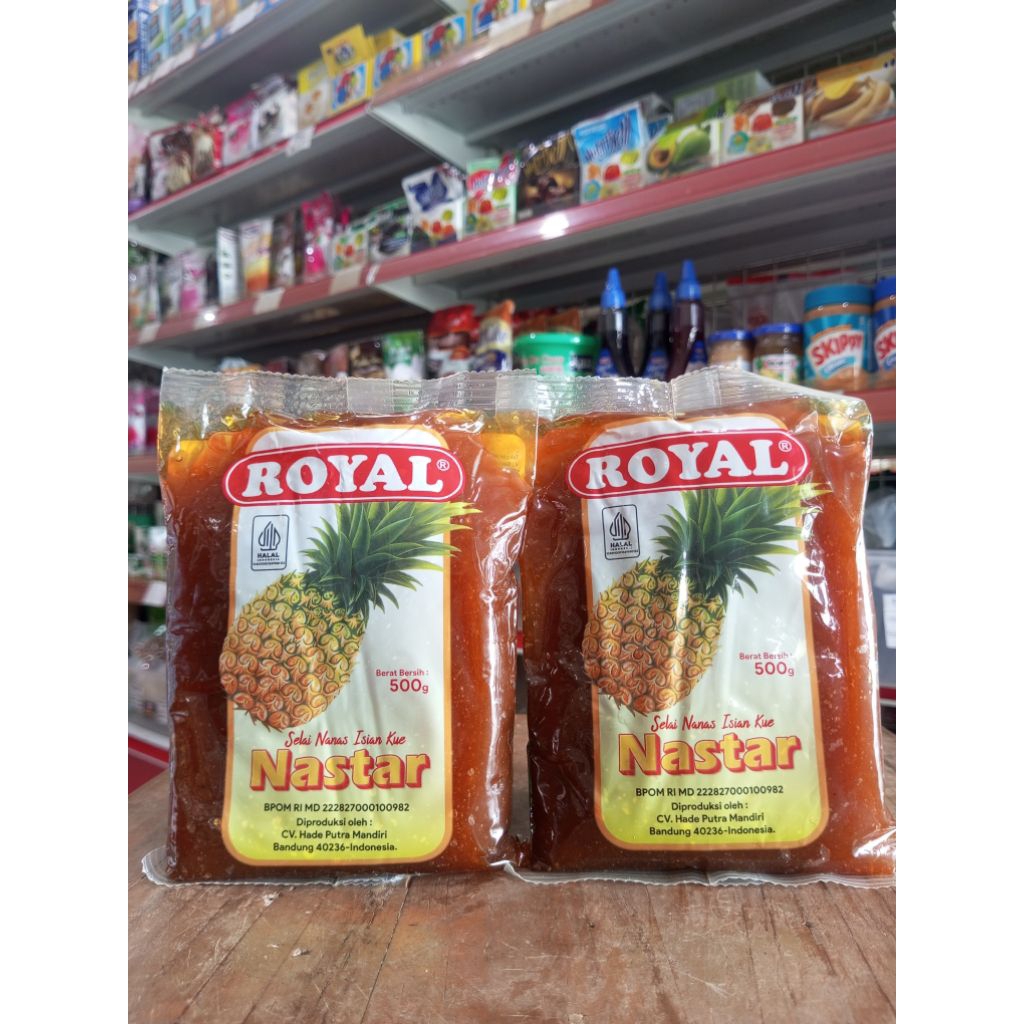 SKIPPY
ROYAL®
HALAL
INDONESIA
Berat Bersih :
500g
Selai Nanas Isian Kue
Nastar
BPOM RI MD 222827000100982
Diproduksi oleh :
CV. Hade Putra Mandiri
Bandung 40236-Indonesia.
ROYAL®
HALAL
INDONESIA
Berat Bersih :
500g
Selai Nanas Isian Kue
Nastar
BPOM RI MD 222827000100982
Diproduksi oleh :
CV. Hade Putra Mandiri
Bandung 40236-Indonesia.